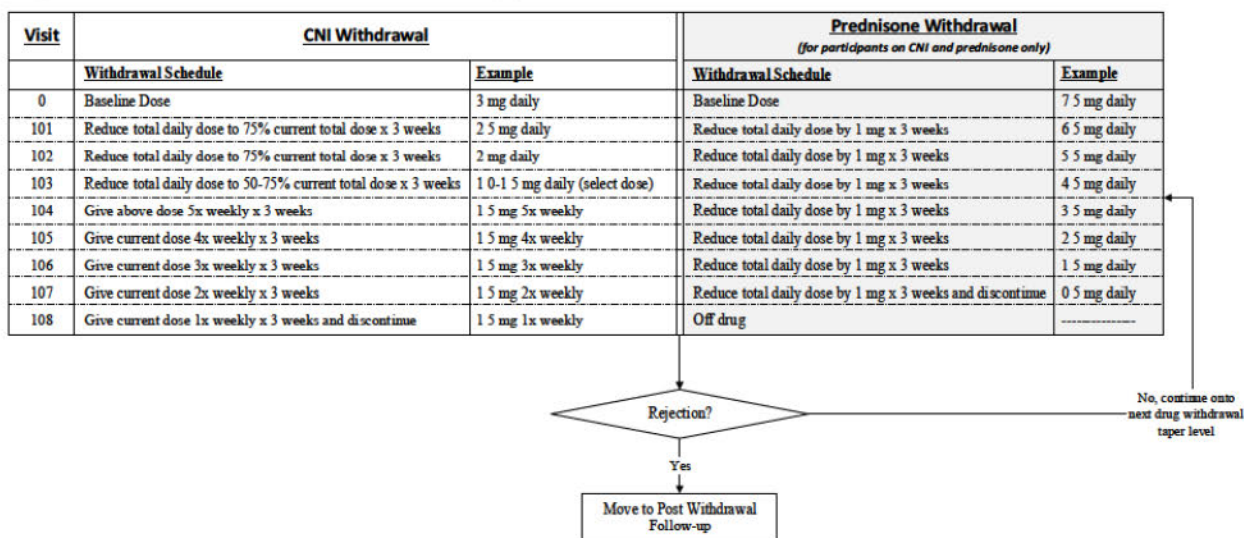 Visit CNI Withdrawal Prednisone Withdrawal
(for participants on CNI and prednisone only)
Withdrawal Schedule Example Withdrawal Schedule Example
0 Baseline Dose 3 mg daily Baseline Dose 7 5 mg daily
101 Reduce total daily dose to 75% current total dose x 3 weeks 2 5 mg daily Reduce total daily dose by 1 mg x 3 weeks 6 5 mg daily
102 Reduce total daily dose to 75% current total dose x 3 weeks 2 mg daily Reduce total daily dose by 1 mg x 3 weeks 5 5 mg daily
103 Reduce total daily dose to 50-75% current total dose x 3 weeks 1 0-1 5 mg daily (select dose) Reduce total daily dose by 1 mg x 3 weeks 4 5 mg daily
104 Give above dose 5x weekly x 3 weeks 1 5 mg 5x weekly Reduce total daily dose by 1 mg x 3 weeks 3 5 mg daily
105 Give current dose 4x weekly x 3 weeks 1 5 mg 4x weekly Reduce total daily dose by 1 mg x 3 weeks 2 5 mg daily
106 Give current dose 3x weekly x 3 weeks 1 5 mg 3x weekly Reduce total daily dose by 1 mg x 3 weeks 1 5 mg daily
107 Give current dose 2x weekly x 3 weeks 1 5 mg 2x weekly Reduce total daily dose by 1 mg x 3 weeks and discontinue 0 5 mg daily
108 Give current dose 1x weekly x 3 weeks and discontinue 1 5 mg 1x weekly Off drug ---------------
Rejection?
No, continue onto
next drug withdrawal
taper level
Yes
Move to Post Withdrawal
Follow-up